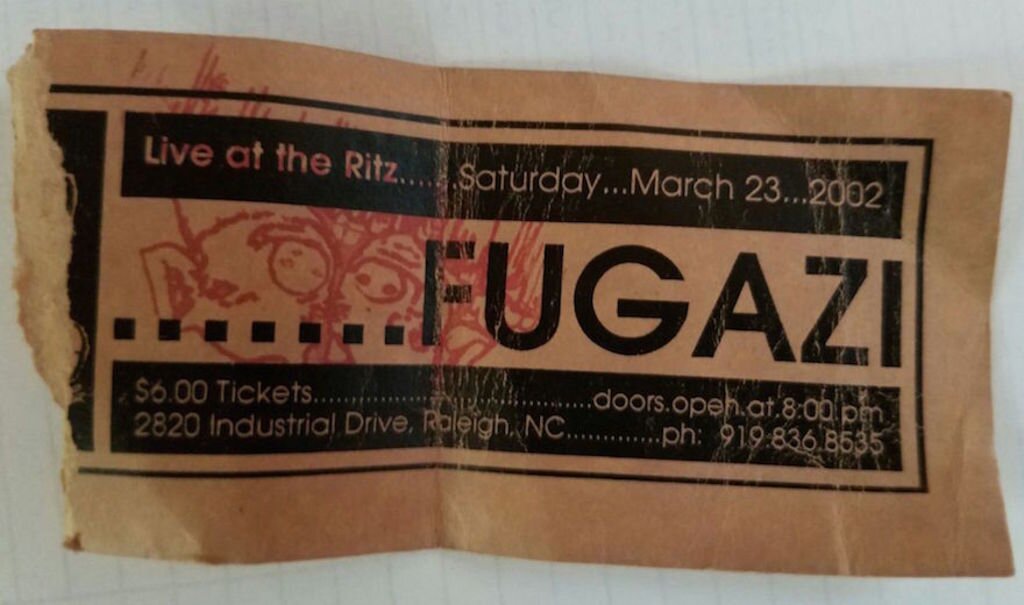 Live at the Ritz.......Saturday...March 23...2002
.......FUGAZI
$6.00 Tickets.....................................doors.open.at.8:00 pm
2820 Industrial Drive, Raleigh, NC.............ph: 919.836.8535